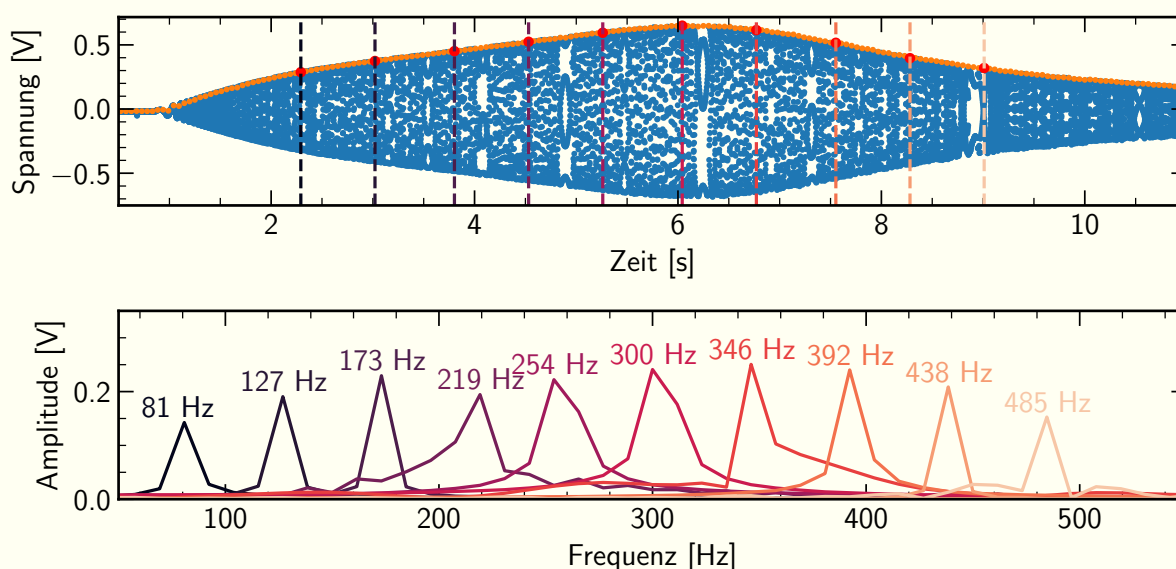 Spannung [V]
0.5
0.0
−0.5
2 4 6 8 10
Zeit [s]
Amplitude [V]
0.2
0.0
81 Hz
127 Hz
173 Hz
219 Hz
254 Hz
300 Hz
346 Hz
392 Hz
438 Hz
485 Hz
100 200 300 400 500
Frequenz [Hz]